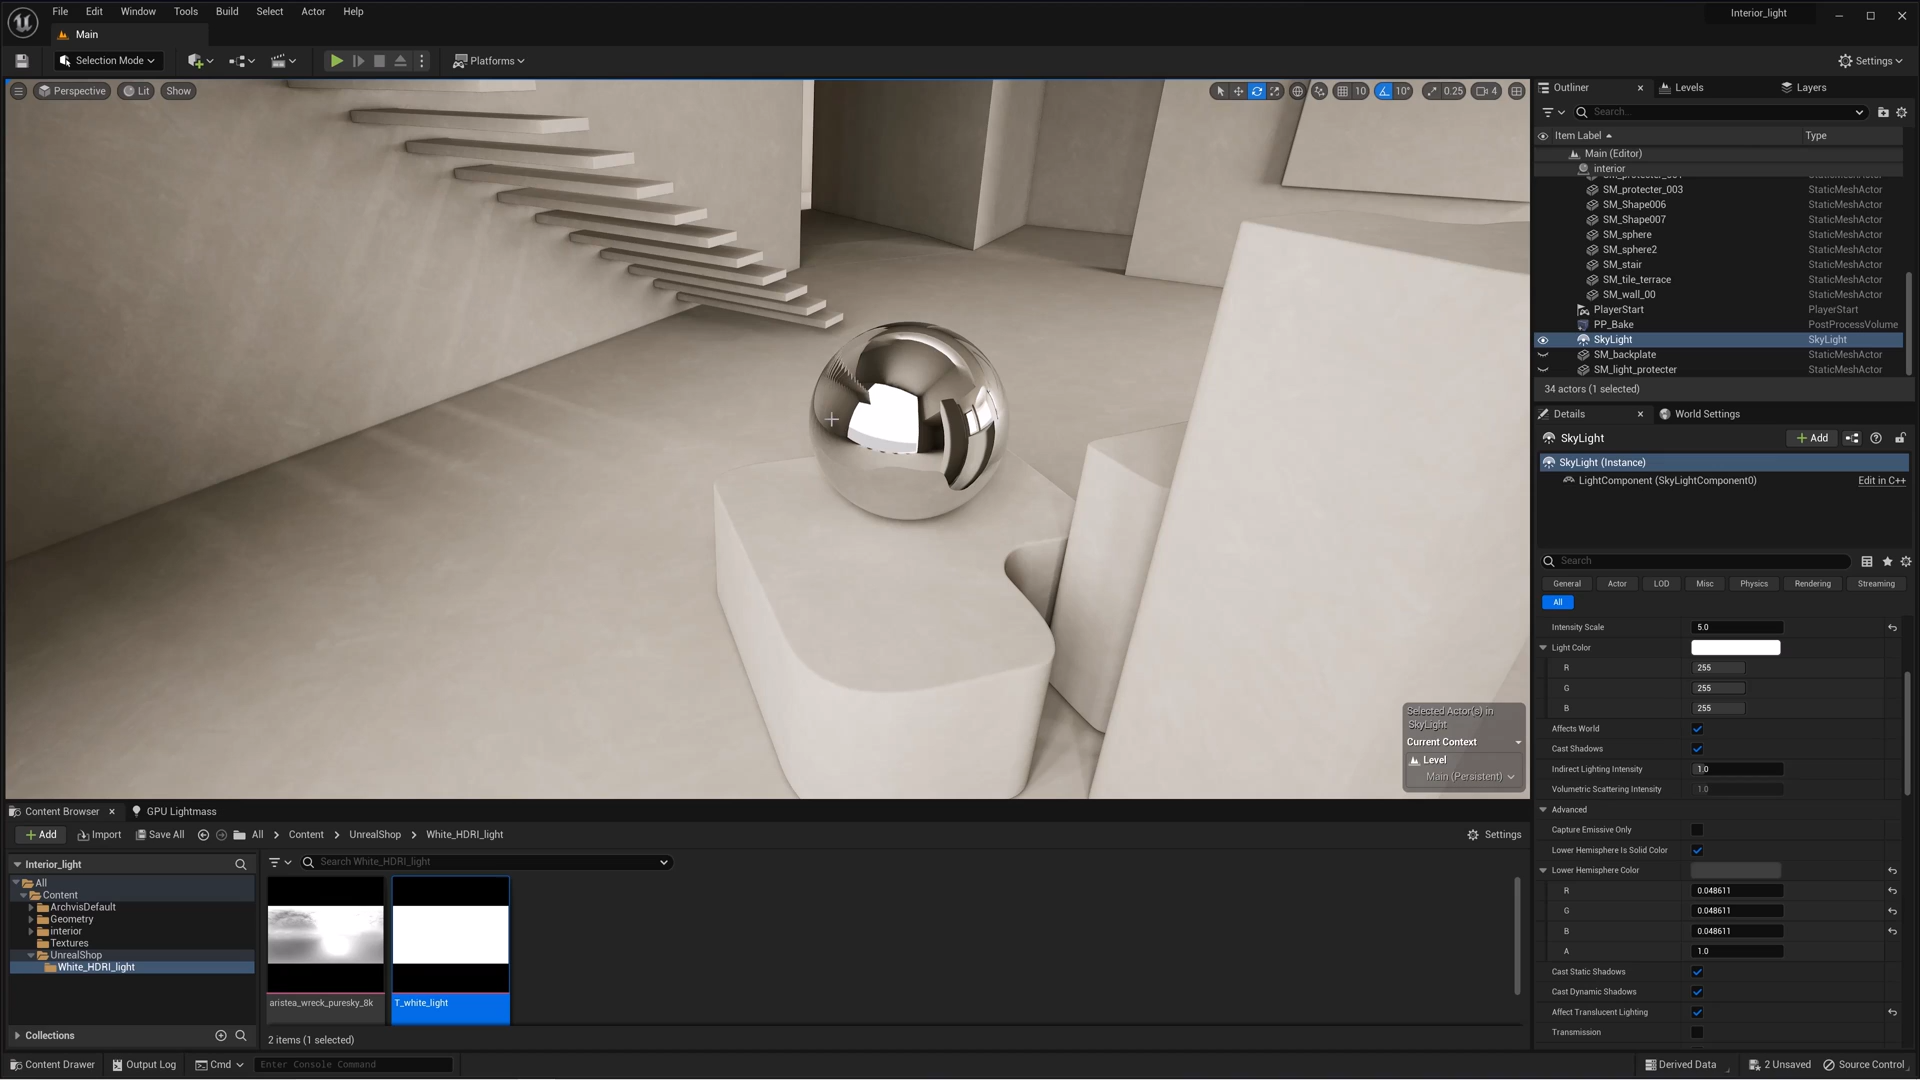 File Edit Window Tools Build Select Actor Help
Interior_light
Main
Selection Mode
Platforms
Settings
Perspective
Lit
Show
10
10°
0.25
4
Outliner
Levels
Layers
Search...
Item Label
Type
Main (Editor)
interior
SM_protecter_003 StaticMeshActor
SM_Shape006 StaticMeshActor
SM_Shape007 StaticMeshActor
SM_sphere StaticMeshActor
SM_sphere2 StaticMeshActor
SM_stair StaticMeshActor
SM_tile_terrace StaticMeshActor
SM_wall_00 StaticMeshActor
PlayerStart PlayerStart
PP_Bake PostProcessVolume
SkyLight SkyLight
SM_backplate StaticMeshActor
SM_light_protecter StaticMeshActor
34 actors (1 selected)
Details
World Settings
SkyLight
+ Add
SkyLight (Instance)
LightComponent (SkyLightComponent0)
Edit in C++
Search
General Actor LOD Misc Physics Rendering Streaming
All
Intensity Scale 5.0
Light Color
R 255
G 255
B 255
Affects World
Cast Shadows
Indirect Lighting Intensity 1.0
Volumetric Scattering Intensity 1.0
Advanced
Capture Emissive Only
Lower Hemisphere Is Solid Color
Lower Hemisphere Color
R 0.048611
G 0.048611
B 0.048611
A 1.0
Cast Static Shadows
Cast Dynamic Shadows
Affect Translucent Lighting
Transmission
Selected Actor(s) in
SkyLight
Current Context
Level
Main (Persistent)
Content Browser
GPU Lightmass
+ Add
Import
Save All
All > Content > UnrealShop > White_HDRI_light
Settings
Interior_light
Search White_HDRI_light
All
Content
ArchvisDefault
Geometry
interior
Textures
UnrealShop
White_HDRI_light
aristea_wreck_puresky_8k
T_white_light
Collections
2 items (1 selected)
Content Drawer
Output Log
Cmd
Enter Console Command
Derived Data
2 Unsaved
Source Control